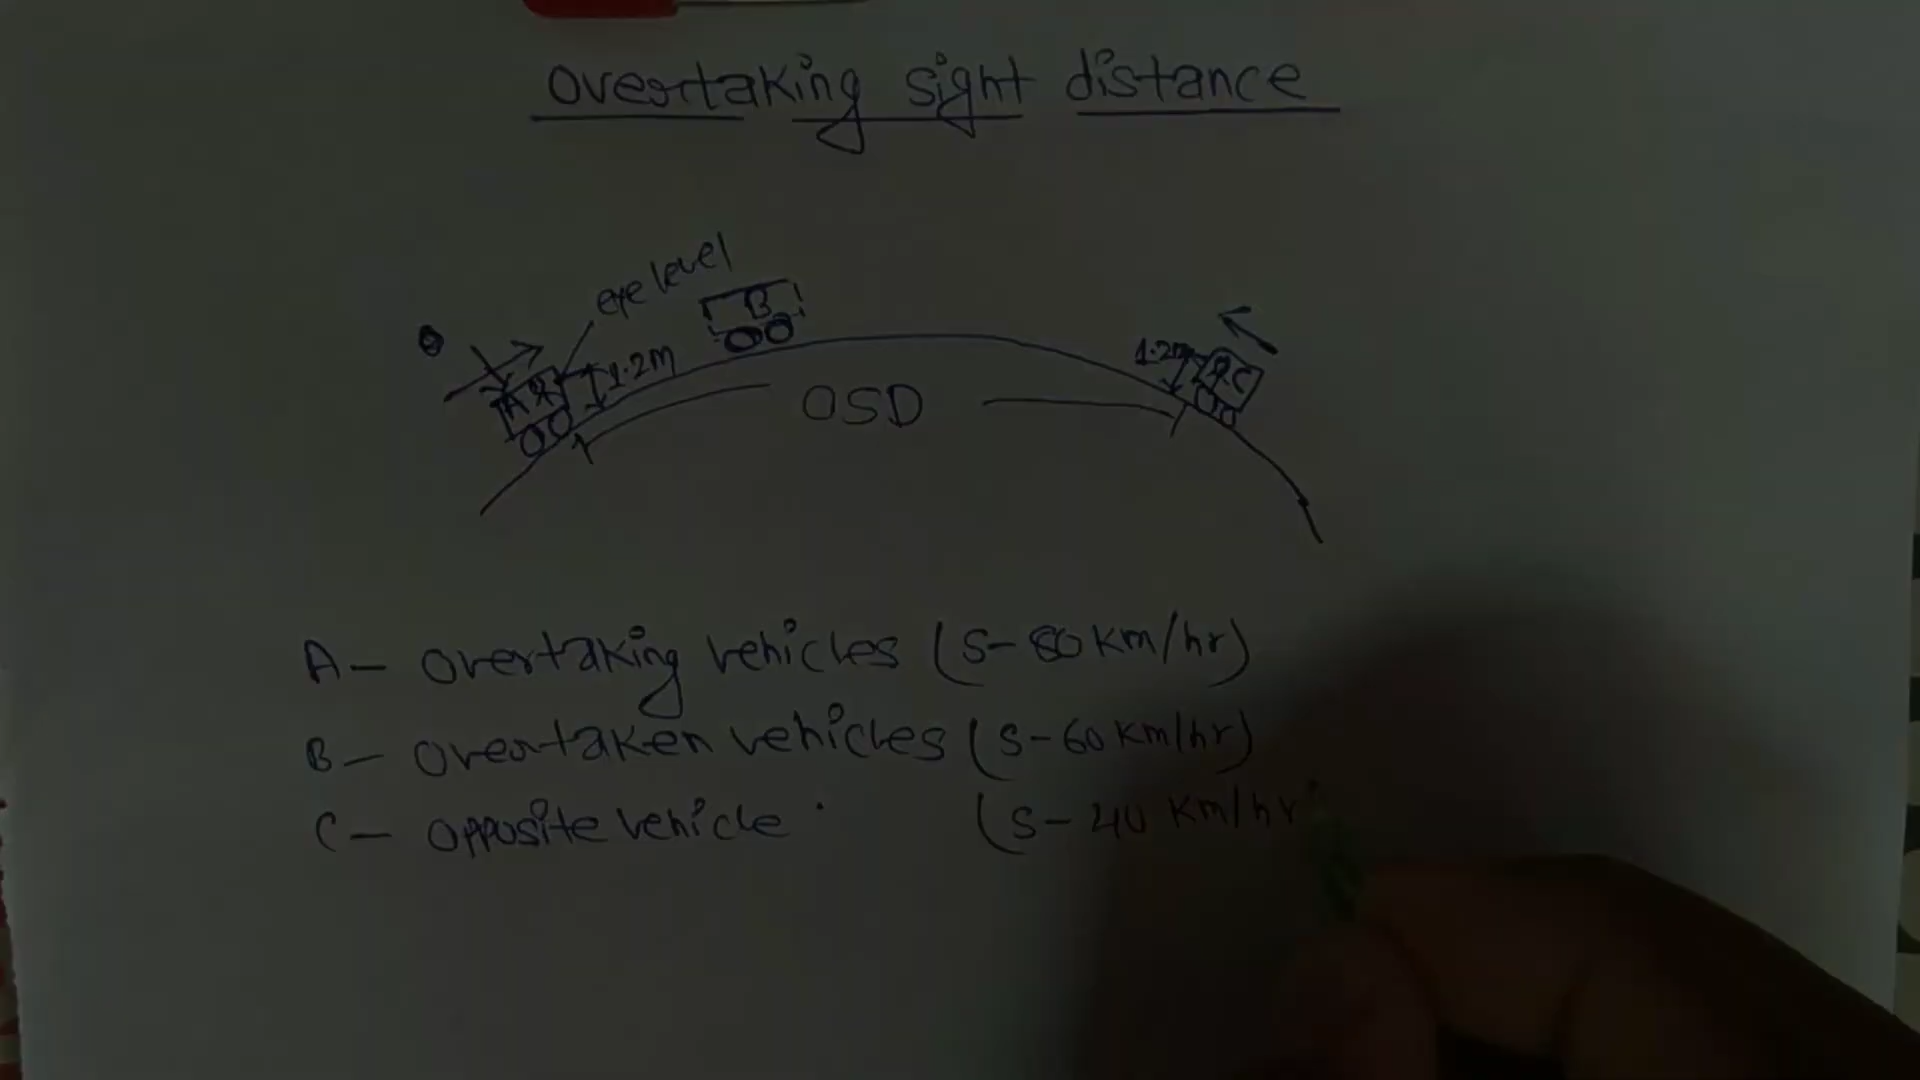 overtaking sight distance
eye level
B
A
1.2m
1.2m
C
OSD
A- overtaking vehicles (S-80 km/hr)
B- overtaken vehicles (S-60 km/hr)
C- opposite vehicle (S-40 km/hr